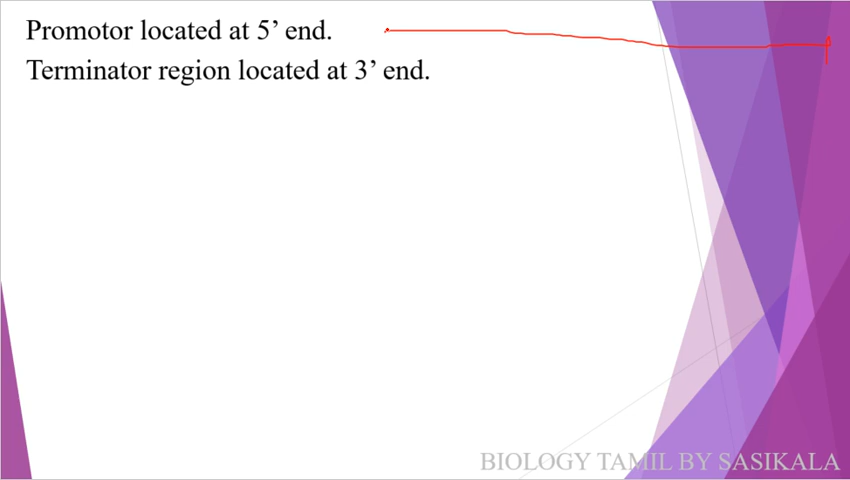 Promotor located at 5’ end.
Terminator region located at 3’ end.
BIOLOGY TAMIL BY SASIKALA